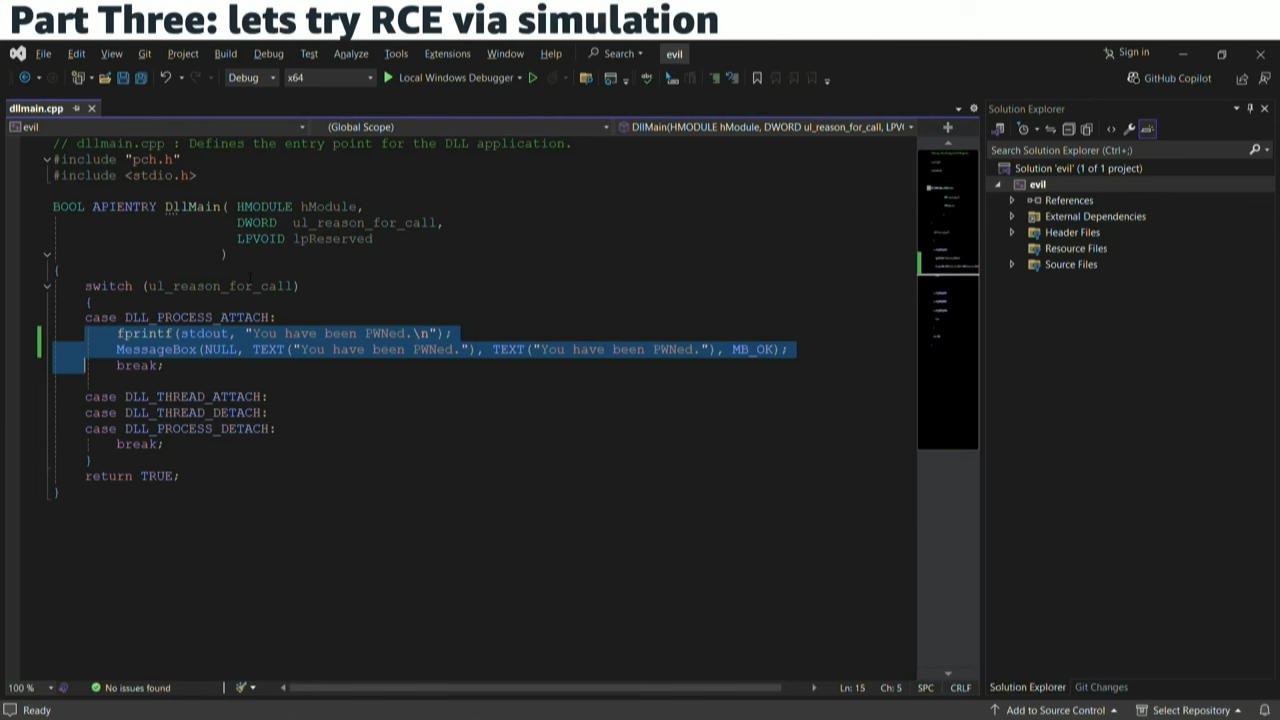 Part Three: lets try RCE via simulation
File Edit View Git Project Build Debug Test Analyze Tools Extensions Window Help Search evil Sign in
Debug x64 Local Windows Debugger GitHub Copilot
dllmain.cpp Solution Explorer
evil (Global Scope) DllMain(HMODULE hModule, DWORD ul_reason_for_call, LPV(
Search Solution Explorer (Ctrl+;)
Solution 'evil' (1 of 1 project)
evil
References
External Dependencies
Header Files
Resource Files
Source Files
// dllmain.cpp : Defines the entry point for the DLL application.
#include "pch.h"
#include <stdio.h>
BOOL APIENTRY DllMain( HMODULE hModule,
DWORD ul_reason_for_call,
LPVOID lpReserved
)
{
switch (ul_reason_for_call)
{
case DLL_PROCESS_ATTACH:
fprintf(stdout, "You have been PWNed.\n");
MessageBox(NULL, TEXT("You have been PWNed."), TEXT("You have been PWNed."), MB_OK);
break;
case DLL_THREAD_ATTACH:
case DLL_THREAD_DETACH:
case DLL_PROCESS_DETACH:
break;
}
return TRUE;
}
100 % No issues found Ln: 15 Ch: 5 SPC CRLF Solution Explorer Git Changes
Ready Add to Source Control Select Repository